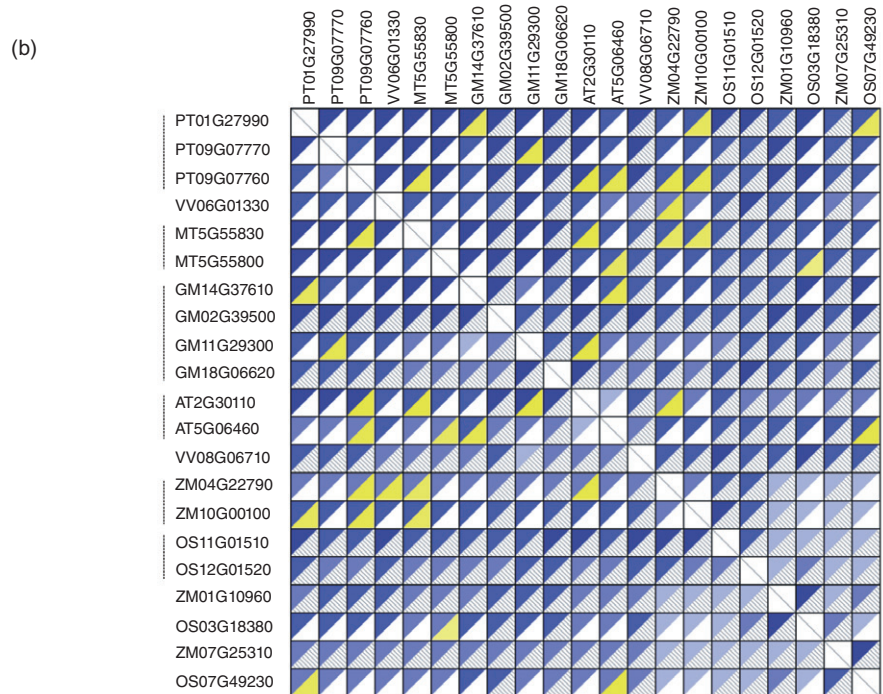 (b)
PT01G27990
PT09G07770
PT09G07760
VV06G01330
MT5G55830
MT5G55800
GM14G37610
GM02G39500
GM11G29300
GM18G06620
AT2G30110
AT5G06460
VV08G06710
ZM04G22790
ZM10G00100
OS11G01510
OS12G01520
ZM01G10960
OS03G18380
ZM07G25310
OS07G49230
PT01G27990
PT09G07770
PT09G07760
VV06G01330
MT5G55830
MT5G55800
GM14G37610
GM02G39500
GM11G29300
GM18G06620
AT2G30110
AT5G06460
VV08G06710
ZM04G22790
ZM10G00100
OS11G01510
OS12G01520
ZM01G10960
OS03G18380
ZM07G25310
OS07G49230